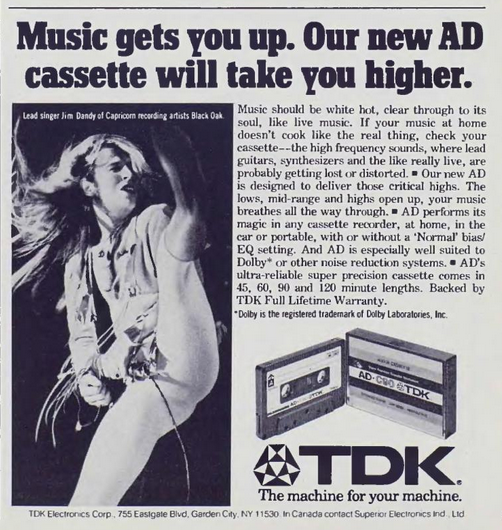 Music gets you up. Our new AD
cassette will take you higher.
Lead singer Jim Dandy of Capricorn recording artists Black Oak
Music should be white hot, clear through to its
soul, like live music. If your music at home
doesn't cook like the real thing, check your
cassette--the high frequency sounds, where lead
guitars, synthesizers and the like really live, are
probably getting lost or distorted. ■ Our new AD
is designed to deliver those critical highs. The
lows, mid-range and highs open up, your music
breathes all the way through. ■ AD performs its
magic in any cassette recorder, at home, in the
car or portable, with or without a 'Normal' bias/
EQ setting. And AD is especially well suited to
Dolby* or other noise reduction systems. ■ AD's
ultra-reliable super precision cassette comes in
45, 60, 90 and 120 minute lengths. Backed by
TDK Full Lifetime Warranty.
*Dolby is the registered trademark of Dolby Laboratories, Inc.
AD-C90 TDK
TDK®
The machine for your machine.
TDK Electronics Corp., 755 Eastgate Blvd, Garden City, NY 11530. In Canada contact Superior Electronics Ind., Ltd